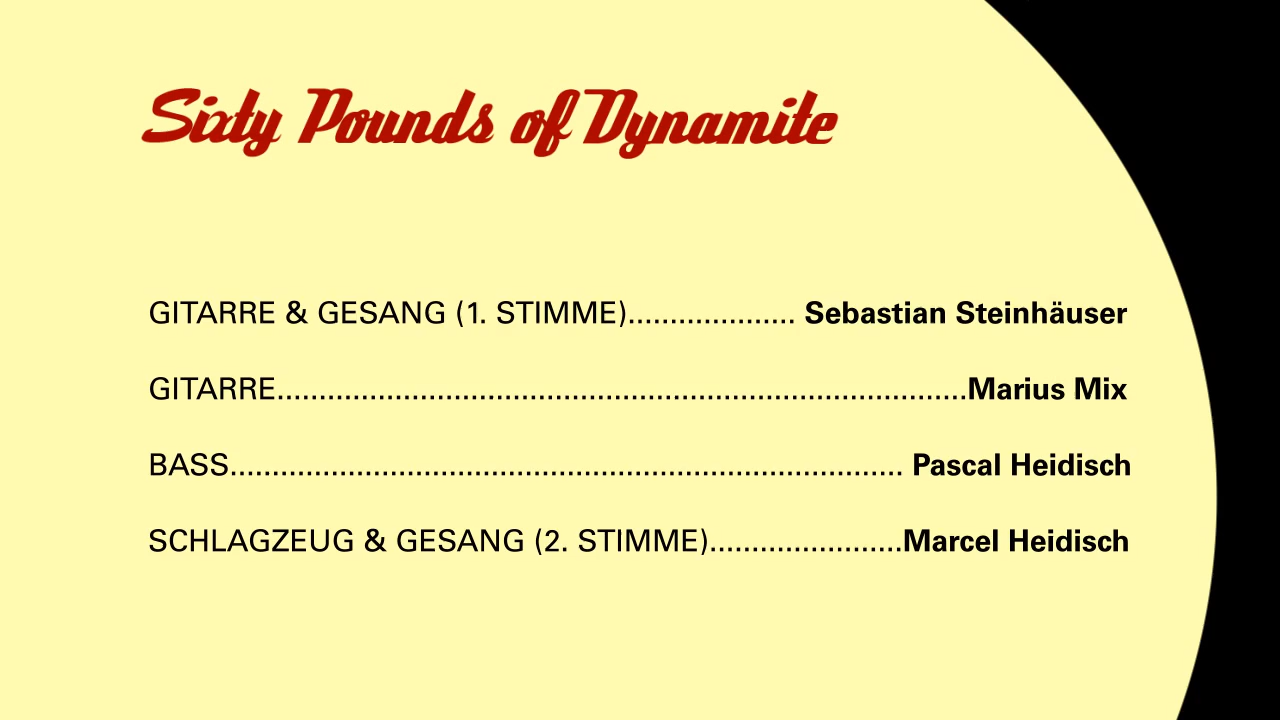 Sixty Pounds of Dynamite
GITARRE & GESANG (1. STIMME).................... Sebastian Steinhäuser
GITARRE..................................................................................Marius Mix
BASS................................................................................ Pascal Heidisch
SCHLAGZEUG & GESANG (2. STIMME).......................Marcel Heidisch